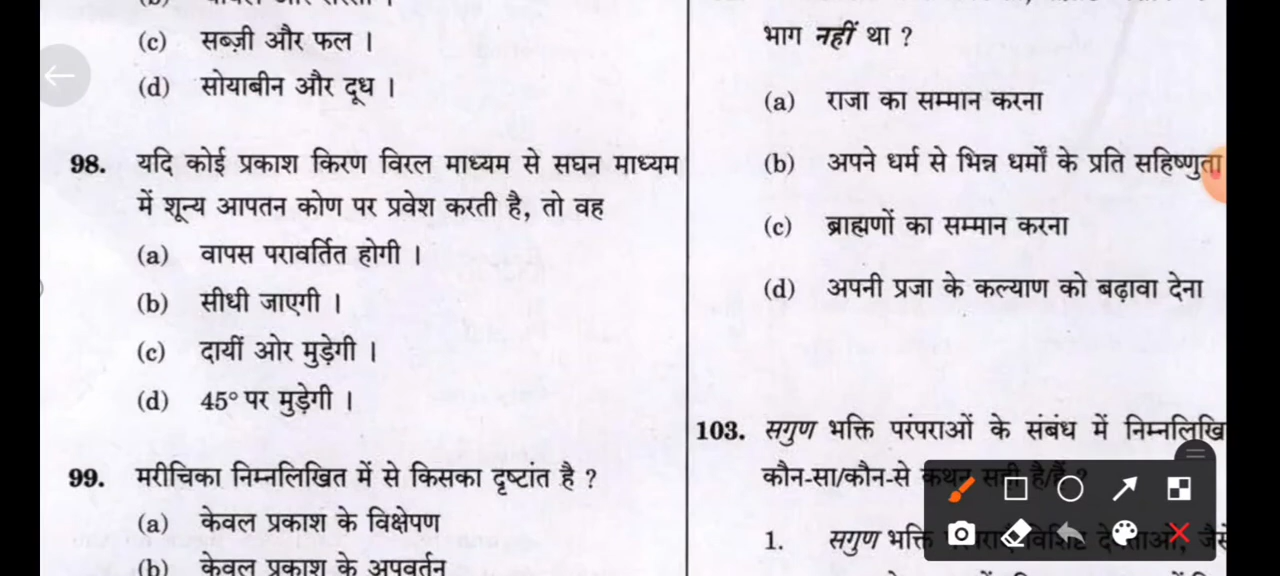 (c) सब्ज़ी और फल ।
(d) सोयाबीन और दूध ।
98. यदि कोई प्रकाश किरण विरल माध्यम से सघन माध्यम
में शून्य आपतन कोण पर प्रवेश करती है, तो वह
(a) वापस परावर्तित होगी ।
(b) सीधी जाएगी ।
(c) दायीं ओर मुड़ेगी ।
(d) 45° पर मुड़ेगी ।
99. मरीचिका निम्नलिखित में से किसका दृष्टांत है ?
(a) केवल प्रकाश के विक्षेपण
(b) केवल प्रकाश के अपवर्तन
भाग नहीं था ?
(a) राजा का सम्मान करना
(b) अपने धर्म से भिन्न धर्मों के प्रति सहिष्णुता
(c) ब्राह्मणों का सम्मान करना
(d) अपनी प्रजा के कल्याण को बढ़ावा देना
103. सगुण भक्ति परंपराओं के संबंध में
कौन-सा/कौन-से कथन सही है/हैं ?
1. सगुण भक्ति